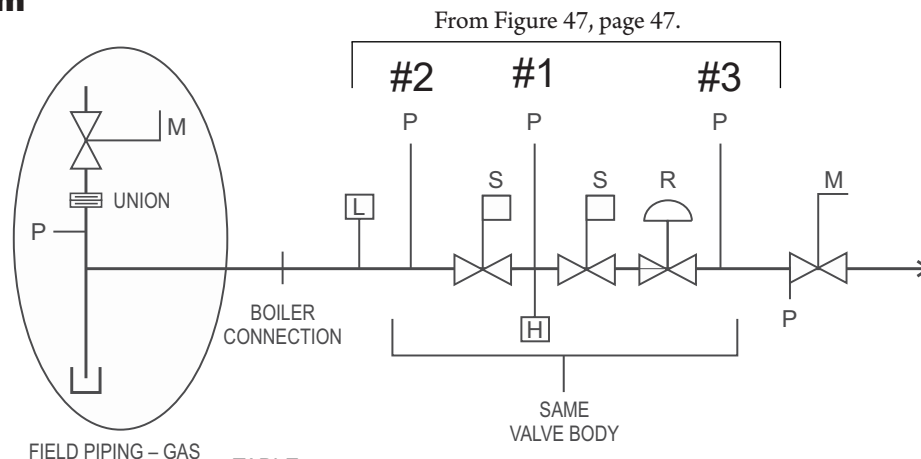 From Figure 47, page 47.
#2 #1 #3
P P P
M
S S R M
UNION
L
P
BOILER
CONNECTION
H
P
SAME
VALVE BODY
FIELD PIPING – GAS